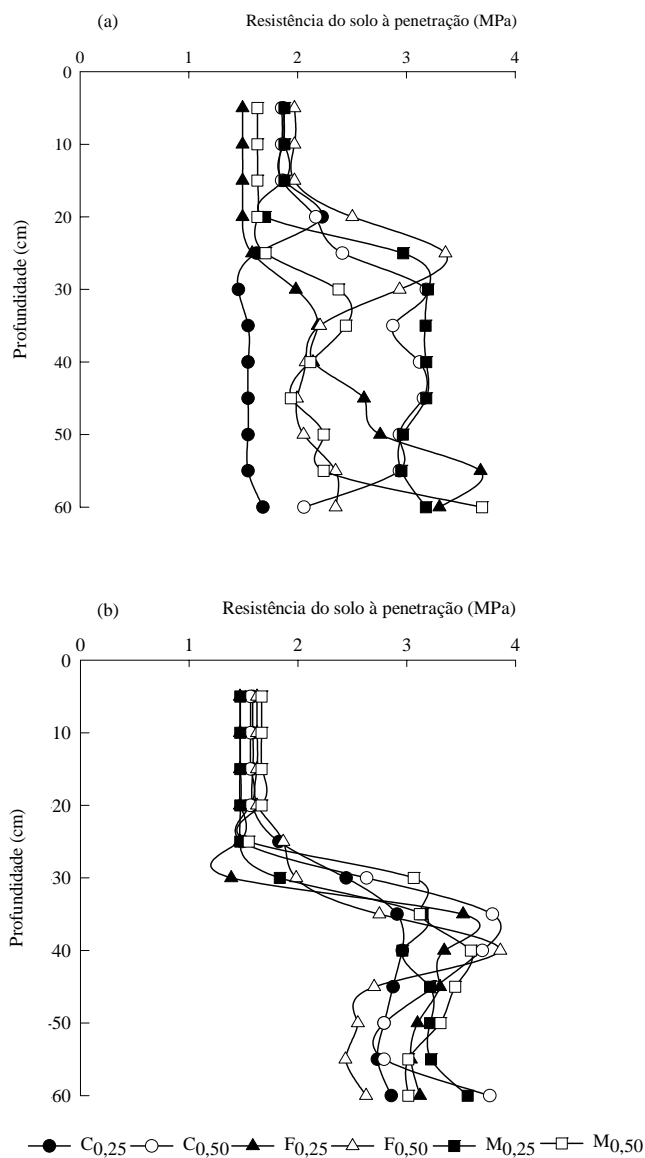 (a) Resistência do solo à penetração (MPa)
0 1 2 3 4
0
10
20
30
40
50
60
Profundidade (cm)
(b) Resistência do solo à penetração (MPa)
0 1 2 3 4
0
10
20
30
40
50
60
Profundidade (cm)
C0,25 C0,50 F0,25 F0,50 M0,25 M0,50